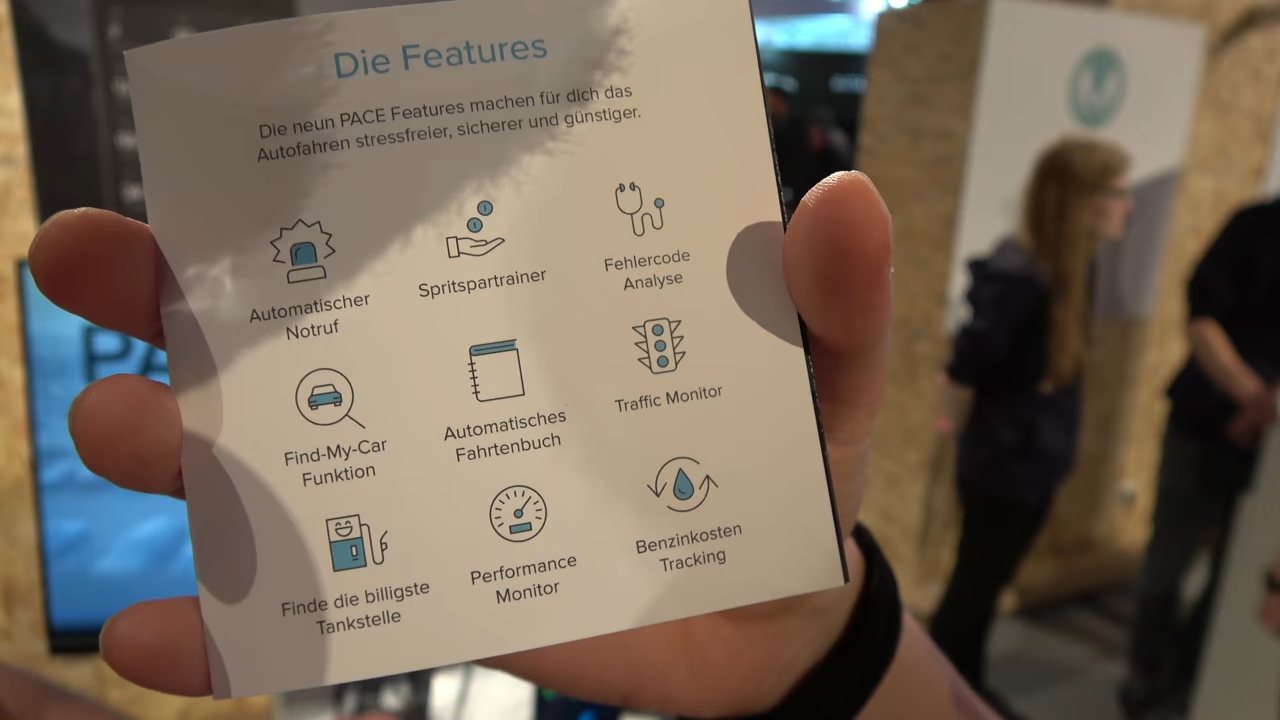 Die Features
Die neun PACE Features machen für dich das
Autofahren stressfreier, sicherer und günstiger.
Automatischer
Notruf
Spritspartrainer
Fehlercode
Analyse
Find-My-Car
Funktion
Automatisches
Fahrtenbuch
Traffic Monitor
Finde die billigste
Tankstelle
Performance
Monitor
Benzinkosten
Tracking
PA
M